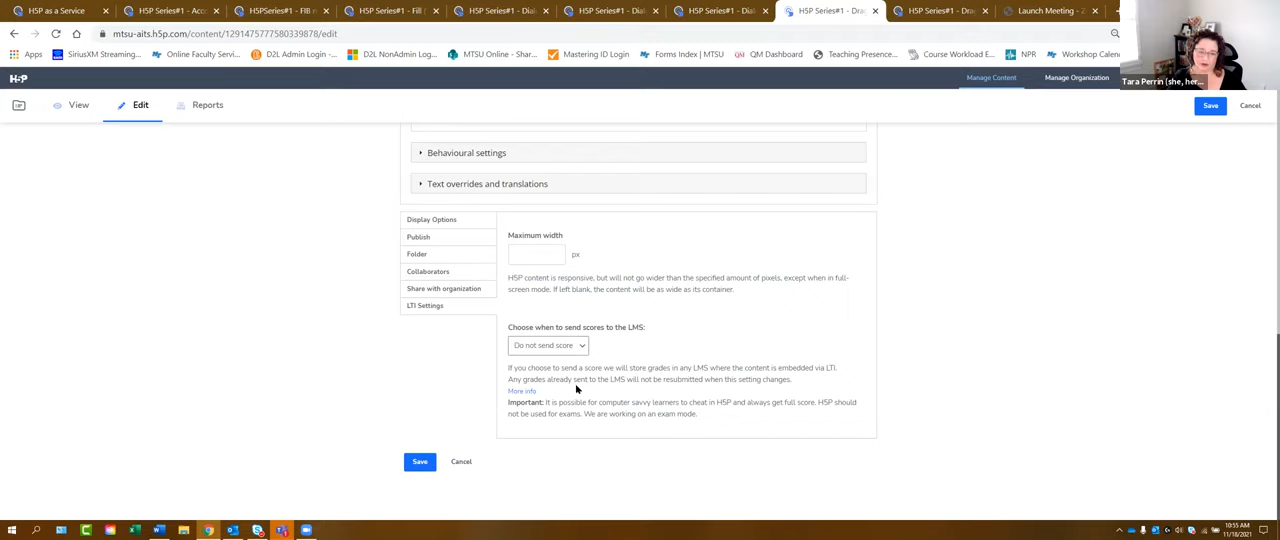 H5P as a Service
H5P Series#1 - Acc
H5PSeries#1 - FIB
H5P Series#1 - Fill (
H5P Series#1 - Dial
H5P Series#1 - Dial
H5P Series#1 - Dial
H5P Series#1 - Dra
H5P Series#1 - Dra
Launch Meeting - Z
mtsu-aits.h5p.com/content/1291475777580339878/edit
Apps
SiriusXM Streaming...
Online Faculty Servi...
D2L Admin Login -...
D2L NonAdmin Log...
MTSU Online - Share...
Mastering ID Login
Forms Index | MTSU
QM Dashboard
Teaching Presence...
Course Workload E...
NPR
Workshop Calend
H5P
Manage Content
Manage Organization
Tara Perrin (she, her...
View
Edit
Reports
Save
Cancel
Behavioural settings
Text overrides and translations
Display Options
Publish
Folder
Collaborators
Share with organization
LTI Settings
Maximum width
px
H5P content is responsive, but will not go wider than the specified amount of pixels, except when in full-
screen mode. If left blank, the content will be as wide as its container.
Choose when to send scores to the LMS:
Do not send score
If you choose to send a score we will store grades in any LMS where the content is embedded via LTI.
Any grades already sent to the LMS will not be resubmitted when this setting changes.
More info
Important: It is possible for computer savvy learners to cheat in H5P and always get full score. H5P should
not be used for exams. We are working on an exam mode.
Save
Cancel
10:55 AM
11/18/2021